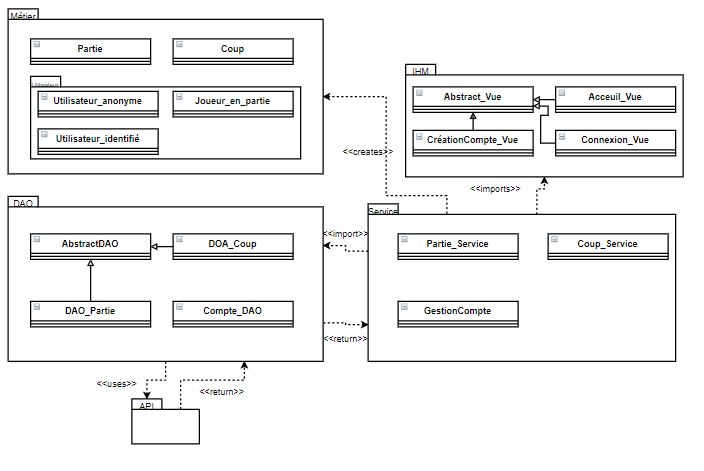 Métier
Partie
Coup
Utilisateur
Utilisateur_anonyme
Joueur_en_partie
Utilisateur_identifié
IHM
Abstract_Vue
Acceuil_Vue
CréationCompte_Vue
Connexion_Vue
<<creates>>
<<imports>>
DAO
AbstractDAO
DOA_Coup
DAO_Partie
Compte_DAO
<<import>>
<<return>>
Service
Partie_Service
Coup_Service
GestionCompte
<<uses>>
<<return>>
API